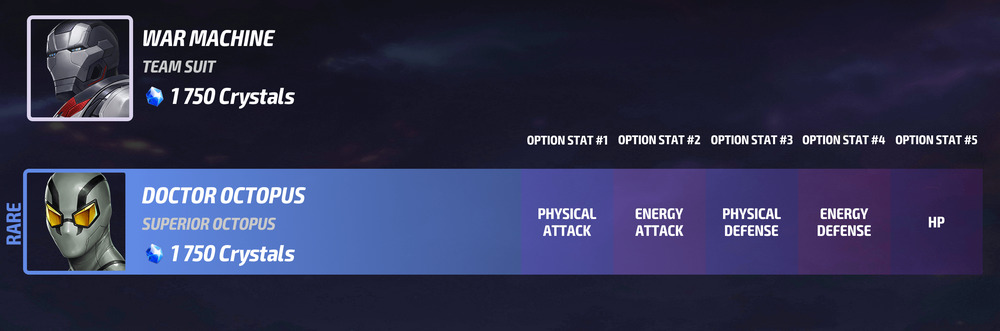 WAR MACHINE
TEAM SUIT
1 750 Crystals
OPTION STAT #1 OPTION STAT #2 OPTION STAT #3 OPTION STAT #4 OPTION STAT #5
RARE
DOCTOR OCTOPUS
SUPERIOR OCTOPUS
1 750 Crystals
PHYSICAL
ATTACK
ENERGY
ATTACK
PHYSICAL
DEFENSE
ENERGY
DEFENSE
HP